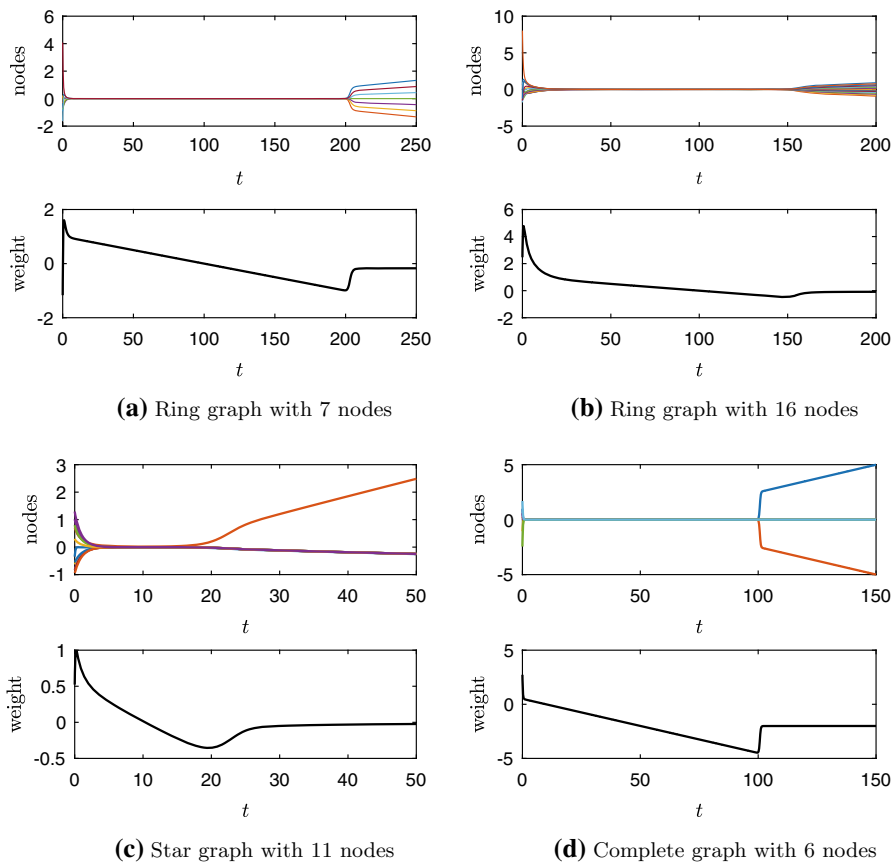 6
4
2
0
-2
nodes
0 50 100 150 200 250
t
2
0
-2
weight
0 50 100 150 200 250
t
(a) Ring graph with 7 nodes
10
5
0
-5
nodes
0 50 100 150 200
t
6
4
2
0
-2
weight
0 50 100 150 200
t
(b) Ring graph with 16 nodes
3
2
1
0
-1
nodes
0 10 20 30 40 50
t
1
0.5
0
-0.5
weight
0 10 20 30 40 50
t
(c) Star graph with 11 nodes
5
0
-5
nodes
0 50 100 150
t
5
0
-5
weight
0 50 100 150
t
(d) Complete graph with 6 nodes